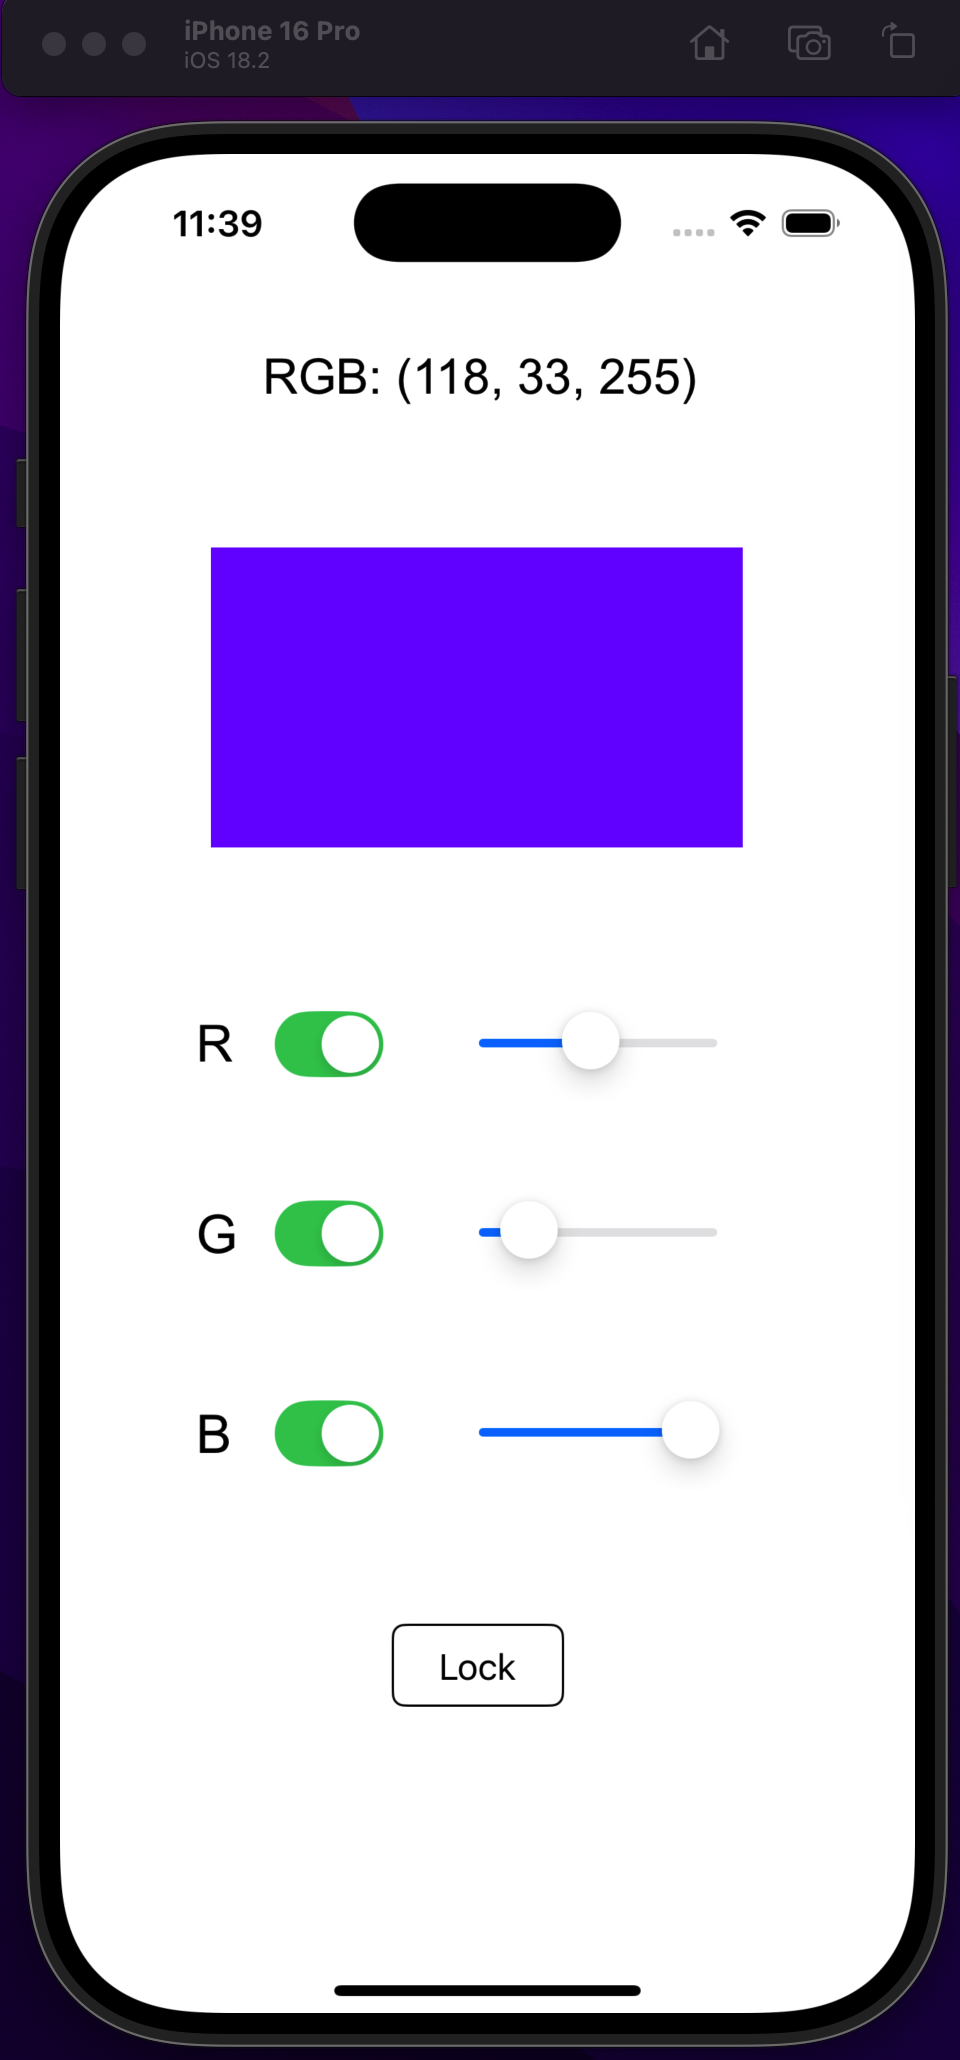 iPhone 16 Pro
iOS 18.2
11:39
RGB: (118, 33, 255)
R
G
B
Lock